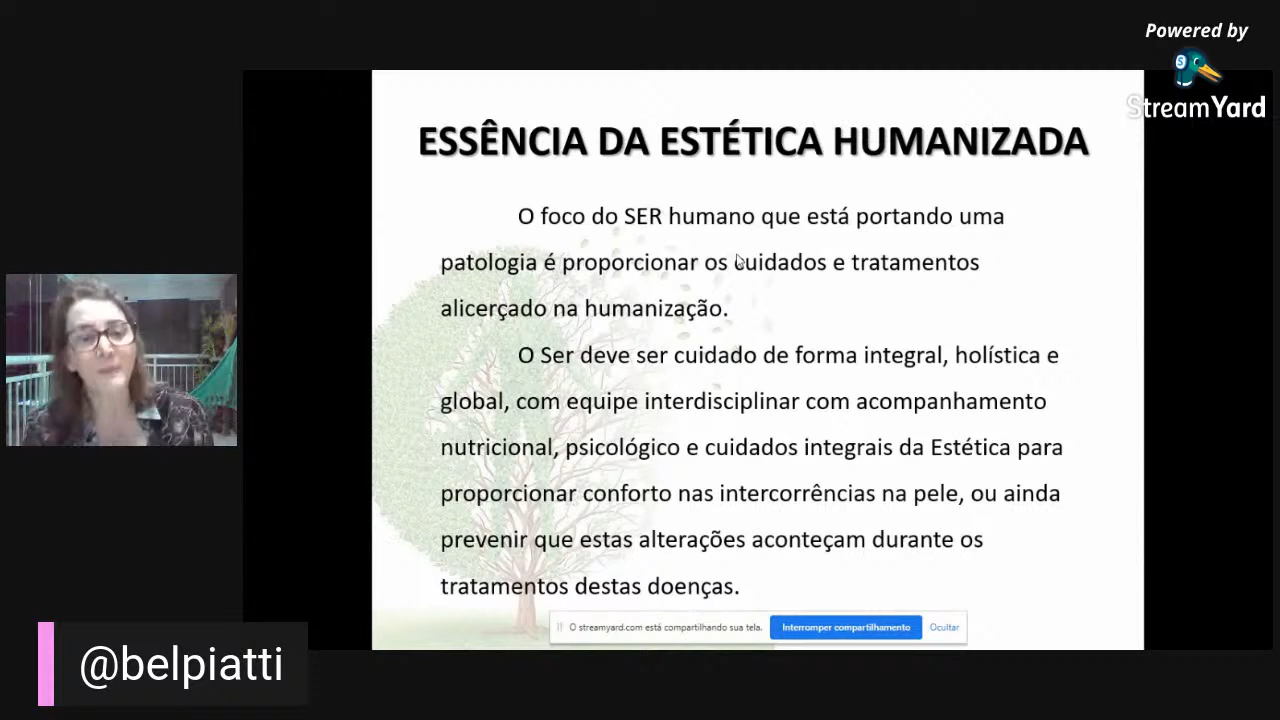 Powered by
StreamYard
ESSÊNCIA DA ESTÉTICA HUMANIZADA
O foco do SER humano que está portando uma
patologia é proporcionar os cuidados e tratamentos
alicerçado na humanização.
O Ser deve ser cuidado de forma integral, holística e
global, com equipe interdisciplinar com acompanhamento
nutricional, psicológico e cuidados integrais da Estética para
proporcionar conforto nas intercorrências na pele, ou ainda
prevenir que estas alterações aconteçam durante os
tratamentos destas doenças.
O streamyard.com está compartilhando sua tela. Interromper compartilhamento Ocultar
@belpiatti